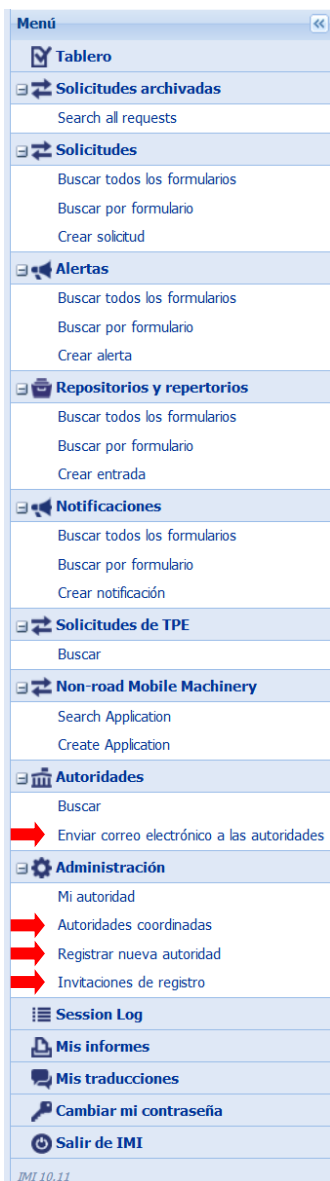 Menú
Tablero
Solicitudes archivadas
Search all requests
Solicitudes
Buscar todos los formularios
Buscar por formulario
Crear solicitud
Alertas
Buscar todos los formularios
Buscar por formulario
Crear alerta
Repositorios y repertorios
Buscar todos los formularios
Buscar por formulario
Crear entrada
Notificaciones
Buscar todos los formularios
Buscar por formulario
Crear notificación
Solicitudes de TPE
Buscar
Non-road Mobile Machinery
Search Application
Create Application
Autoridades
Buscar
Enviar correo electrónico a las autoridades
Administración
Mi autoridad
Autoridades coordinadas
Registrar nueva autoridad
Invitaciones de registro
Session Log
Mis informes
Mis traducciones
Cambiar mi contraseña
Salir de IMI
IMI 10.11